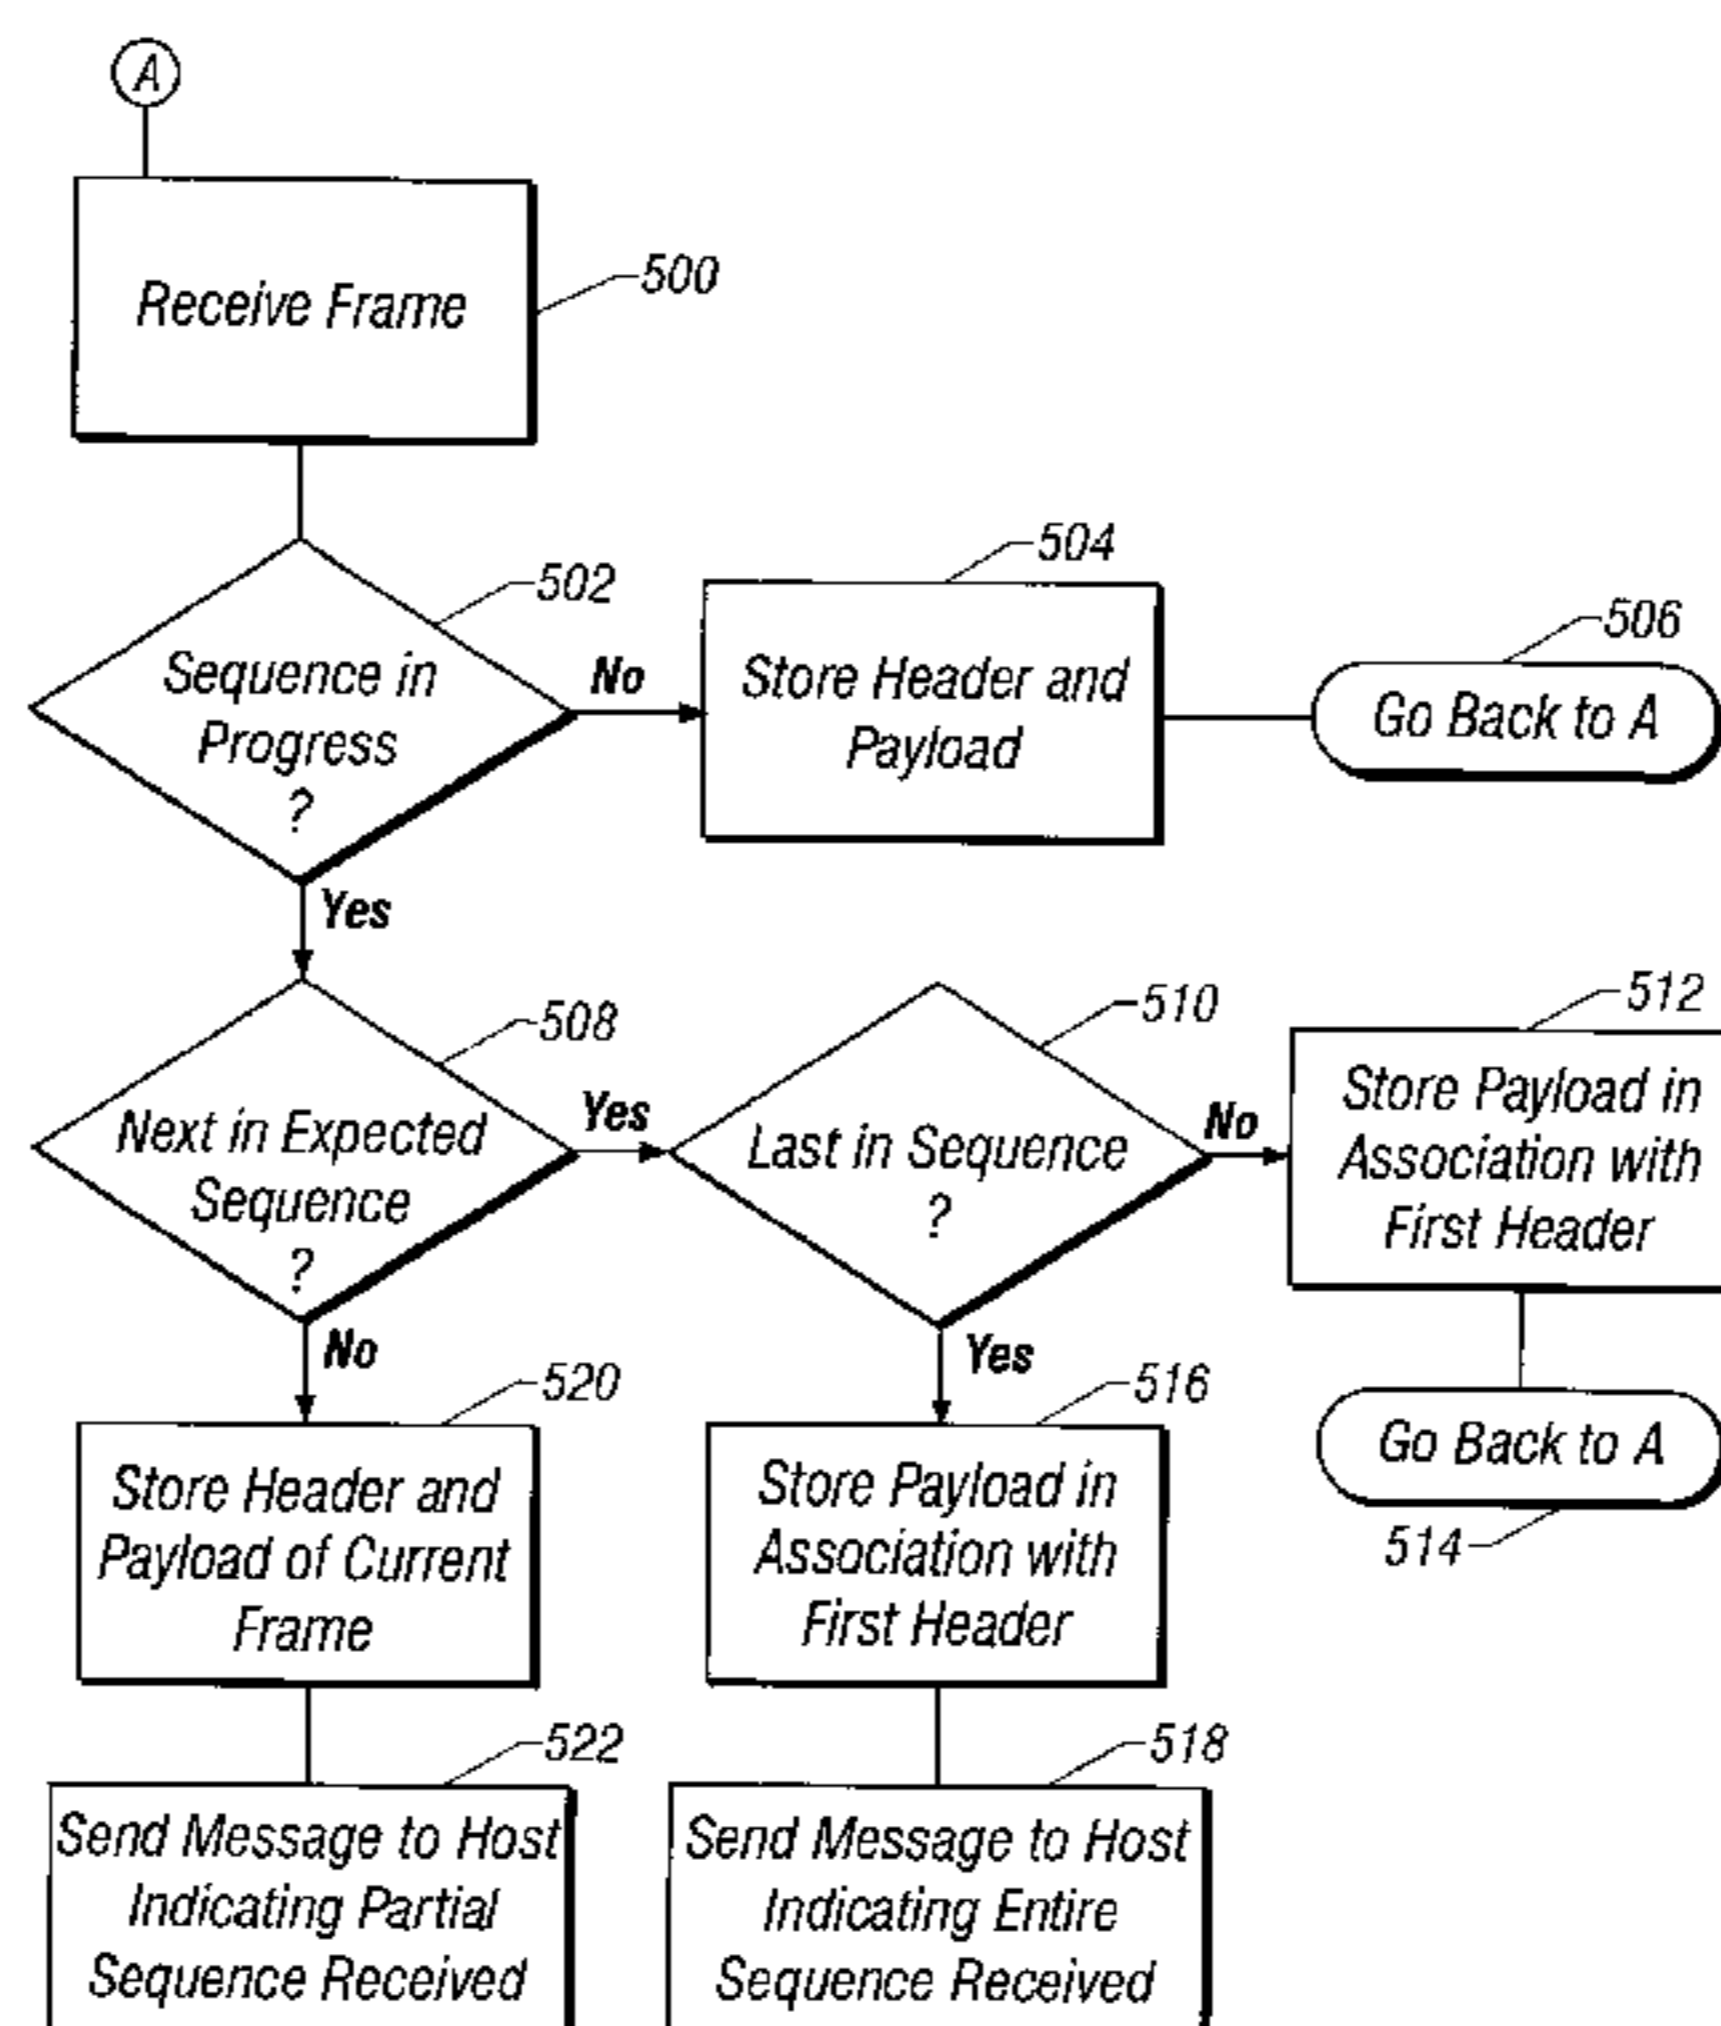 A
Receive Frame
500
502
Sequence in
Progress
?
No
504
Store Header and
Payload
506
Go Back to A
Yes
508
Next in Expected
Sequence
?
Yes
510
Last in Sequence
?
No
512
Store Payload in
Association with
First Header
Go Back to A
514
No
520
Store Header and
Payload of Current
Frame
Yes
516
Store Payload in
Association with
First Header
522
Send Message to Host
Indicating Partial
Sequence Received
518
Send Message to Host
Indicating Entire
Sequence Received